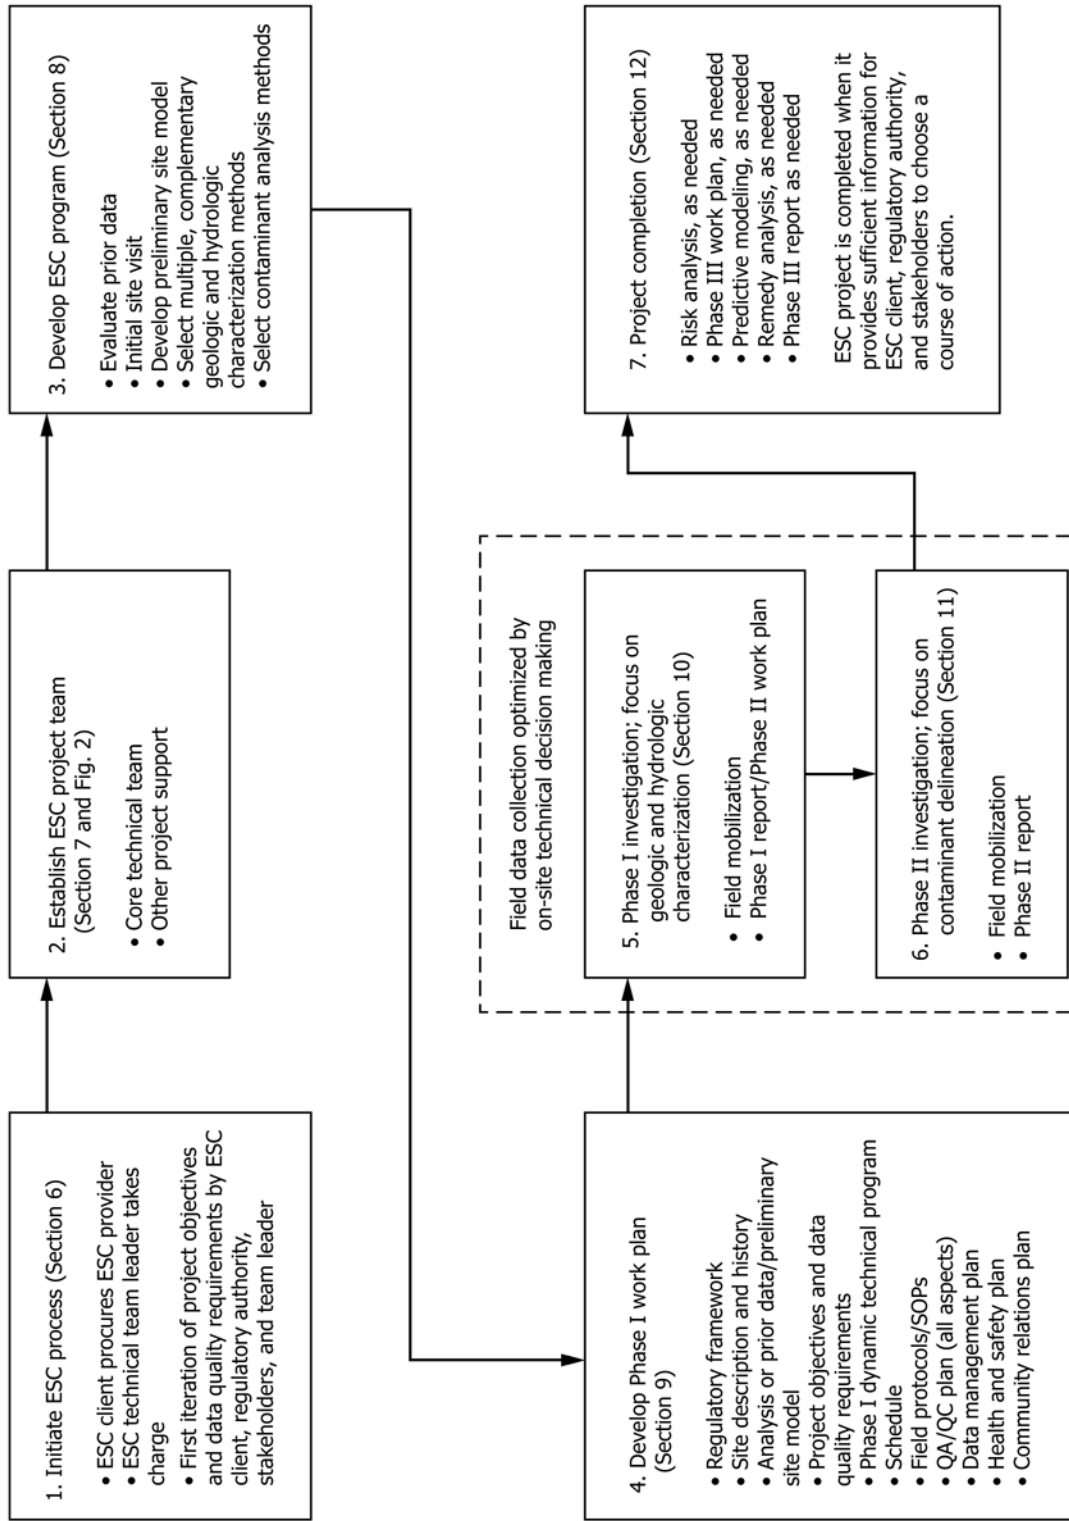 1. Initiate ESC process (Section 6)
• ESC client procures ESC provider
• ESC technical team leader takes
charge
• First iteration of project objectives
and data quality requirements by ESC
client, regulatory authority,
stakeholders, and team leader
2. Establish ESC project team
(Section 7 and Fig. 2)
• Core technical team
• Other project support
3. Develop ESC program (Section 8)
• Evaluate prior data
• Initial site visit
• Develop preliminary site model
• Select multiple, complementary
geologic and hydrologic
characterization methods
• Select contaminant analysis methods
4. Develop Phase I work plan
(Section 9)
• Regulatory framework
• Site description and history
• Analysis or prior data/preliminary
site model
• Project objectives and data
quality requirements
• Phase I dynamic technical program
• Schedule
• Field protocols/SOPs
• QA/QC plan (all aspects)
• Data management plan
• Health and safety plan
• Community relations plan
Field data collection optimized by
on-site technical decision making
5. Phase I investigation; focus on
geologic and hydrologic
characterization (Section 10)
• Field mobilization
• Phase I report/Phase II work plan
6. Phase II investigation; focus on
contaminant delineation (Section 11)
• Field mobilization
• Phase II report
7. Project completion (Section 12)
• Risk analysis, as needed
• Phase III work plan, as needed
• Predictive modeling, as needed
• Remedy analysis, as needed
• Phase III report as needed
ESC project is completed when it
provides sufficient information for
ESC client, regulatory authority,
and stakeholders to choose a
course of action.